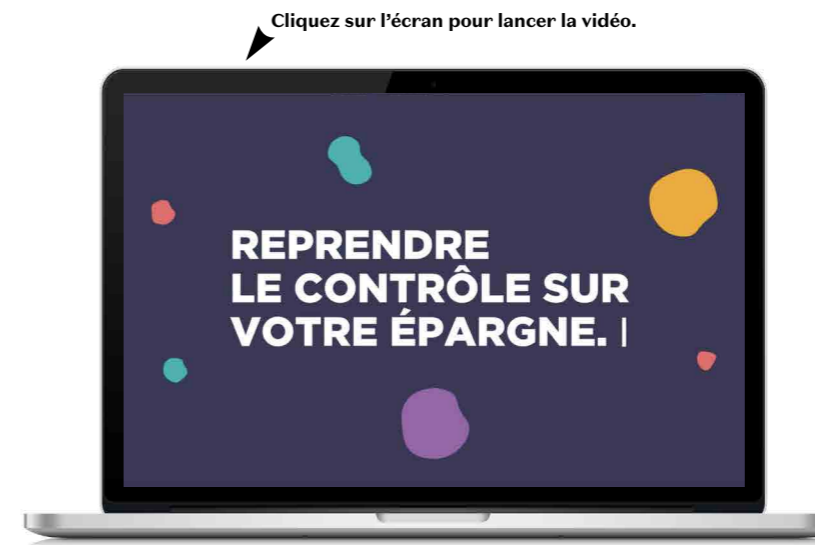 Cliquez sur l’écran pour lancer la vidéo.
REPRENDRE
LE CONTRÔLE SUR
VOTRE ÉPARGNE. |